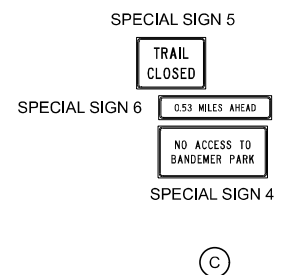 SPECIAL SIGN 5
TRAIL
CLOSED
SPECIAL SIGN 6
0.53 MILES AHEAD
NO ACCESS TO
BANDEMER PARK
SPECIAL SIGN 4
C